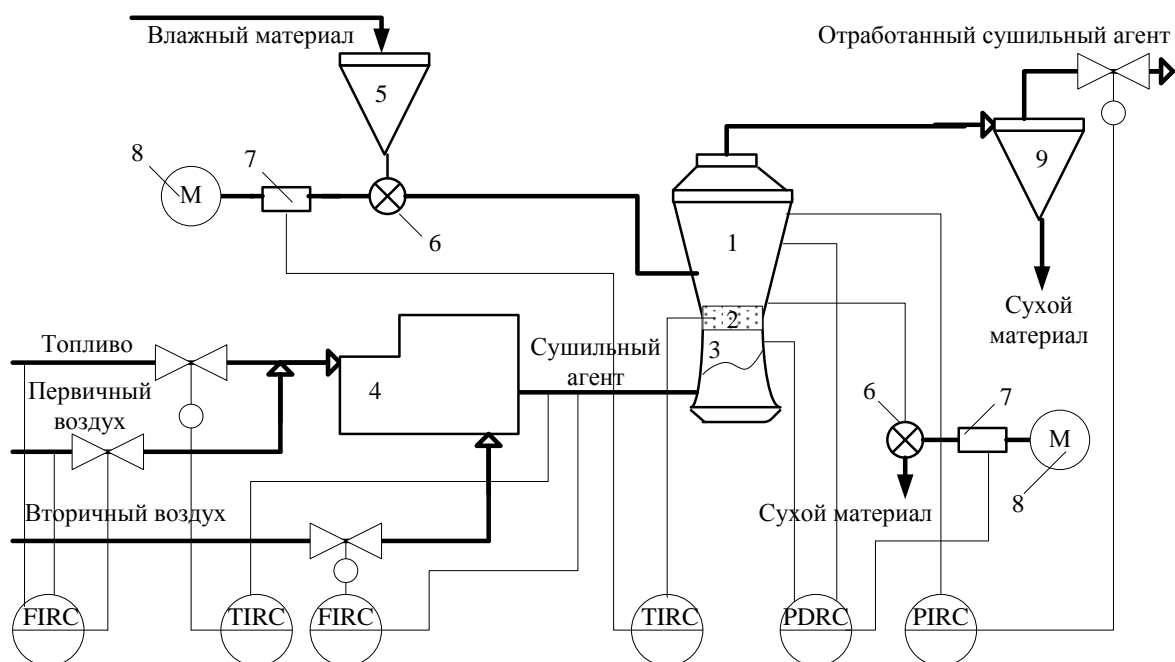 Влажный материал
Отработанный сушильный агент
5
8
7
М
6
9
1
Сухой
материал
Топливо
2
Сушильный
агент
3
Первичный
воздух
4
6
7
М
8
Вторичный воздух
Сухой материал
FIRC
TIRC
FIRC
TIRC
PDRC
PIRC